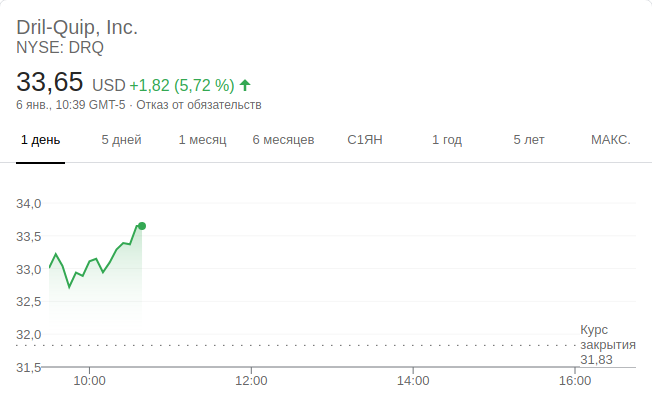 Dril-Quip, Inc.
NYSE: DRQ
33,65 USD +1,82 (5,72 %)
6 янв., 10:39 GMT-5 · Отказ от обязательств
1 день 5 дней 1 месяц 6 месяцев С1ЯН 1 год 5 лет МАКС.
34,0
33,5
33,0
32,5
32,0
31,5
Курс
закрытия
31,83
10:00 12:00 14:00 16:00